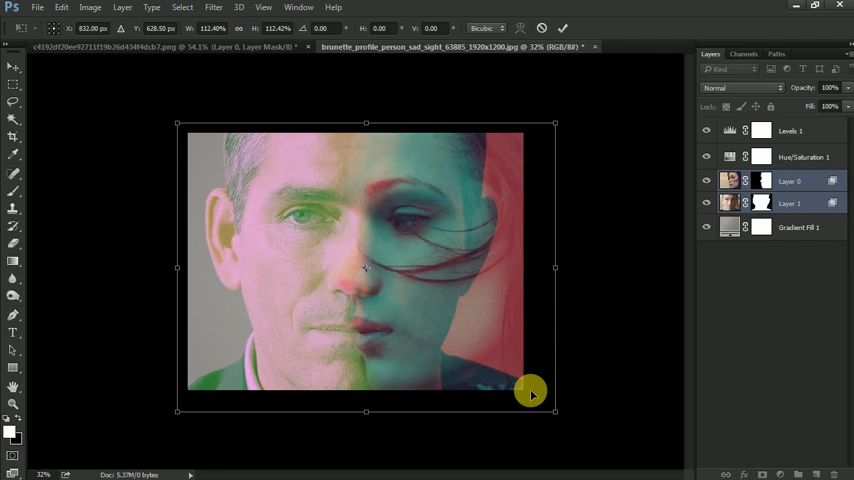 Ps File Edit Image Layer Type Select Filter 3D View Window Help
X: 832.00 px Y: 628.50 px W: 112.40% H: 112.42% 0.00 ° H: 0.00 ° V: 0.00 ° Bicubic
c4192df20ee92711f19b26d434f4dcb7.png @ 54.1% (Layer 0, Layer Mask/8) * × brunette_profile_person_sad_sight_63885_1920x1200.jpg @ 32% (RGB/8#) * ×
Layers Channels Paths
Kind
Normal Opacity: 100%
Lock: Fill: 100%
Levels 1
Hue/Saturation 1
Layer 0
Layer 1
Gradient Fill 1
T
32% Doc: 5.37M/0 bytes
fx